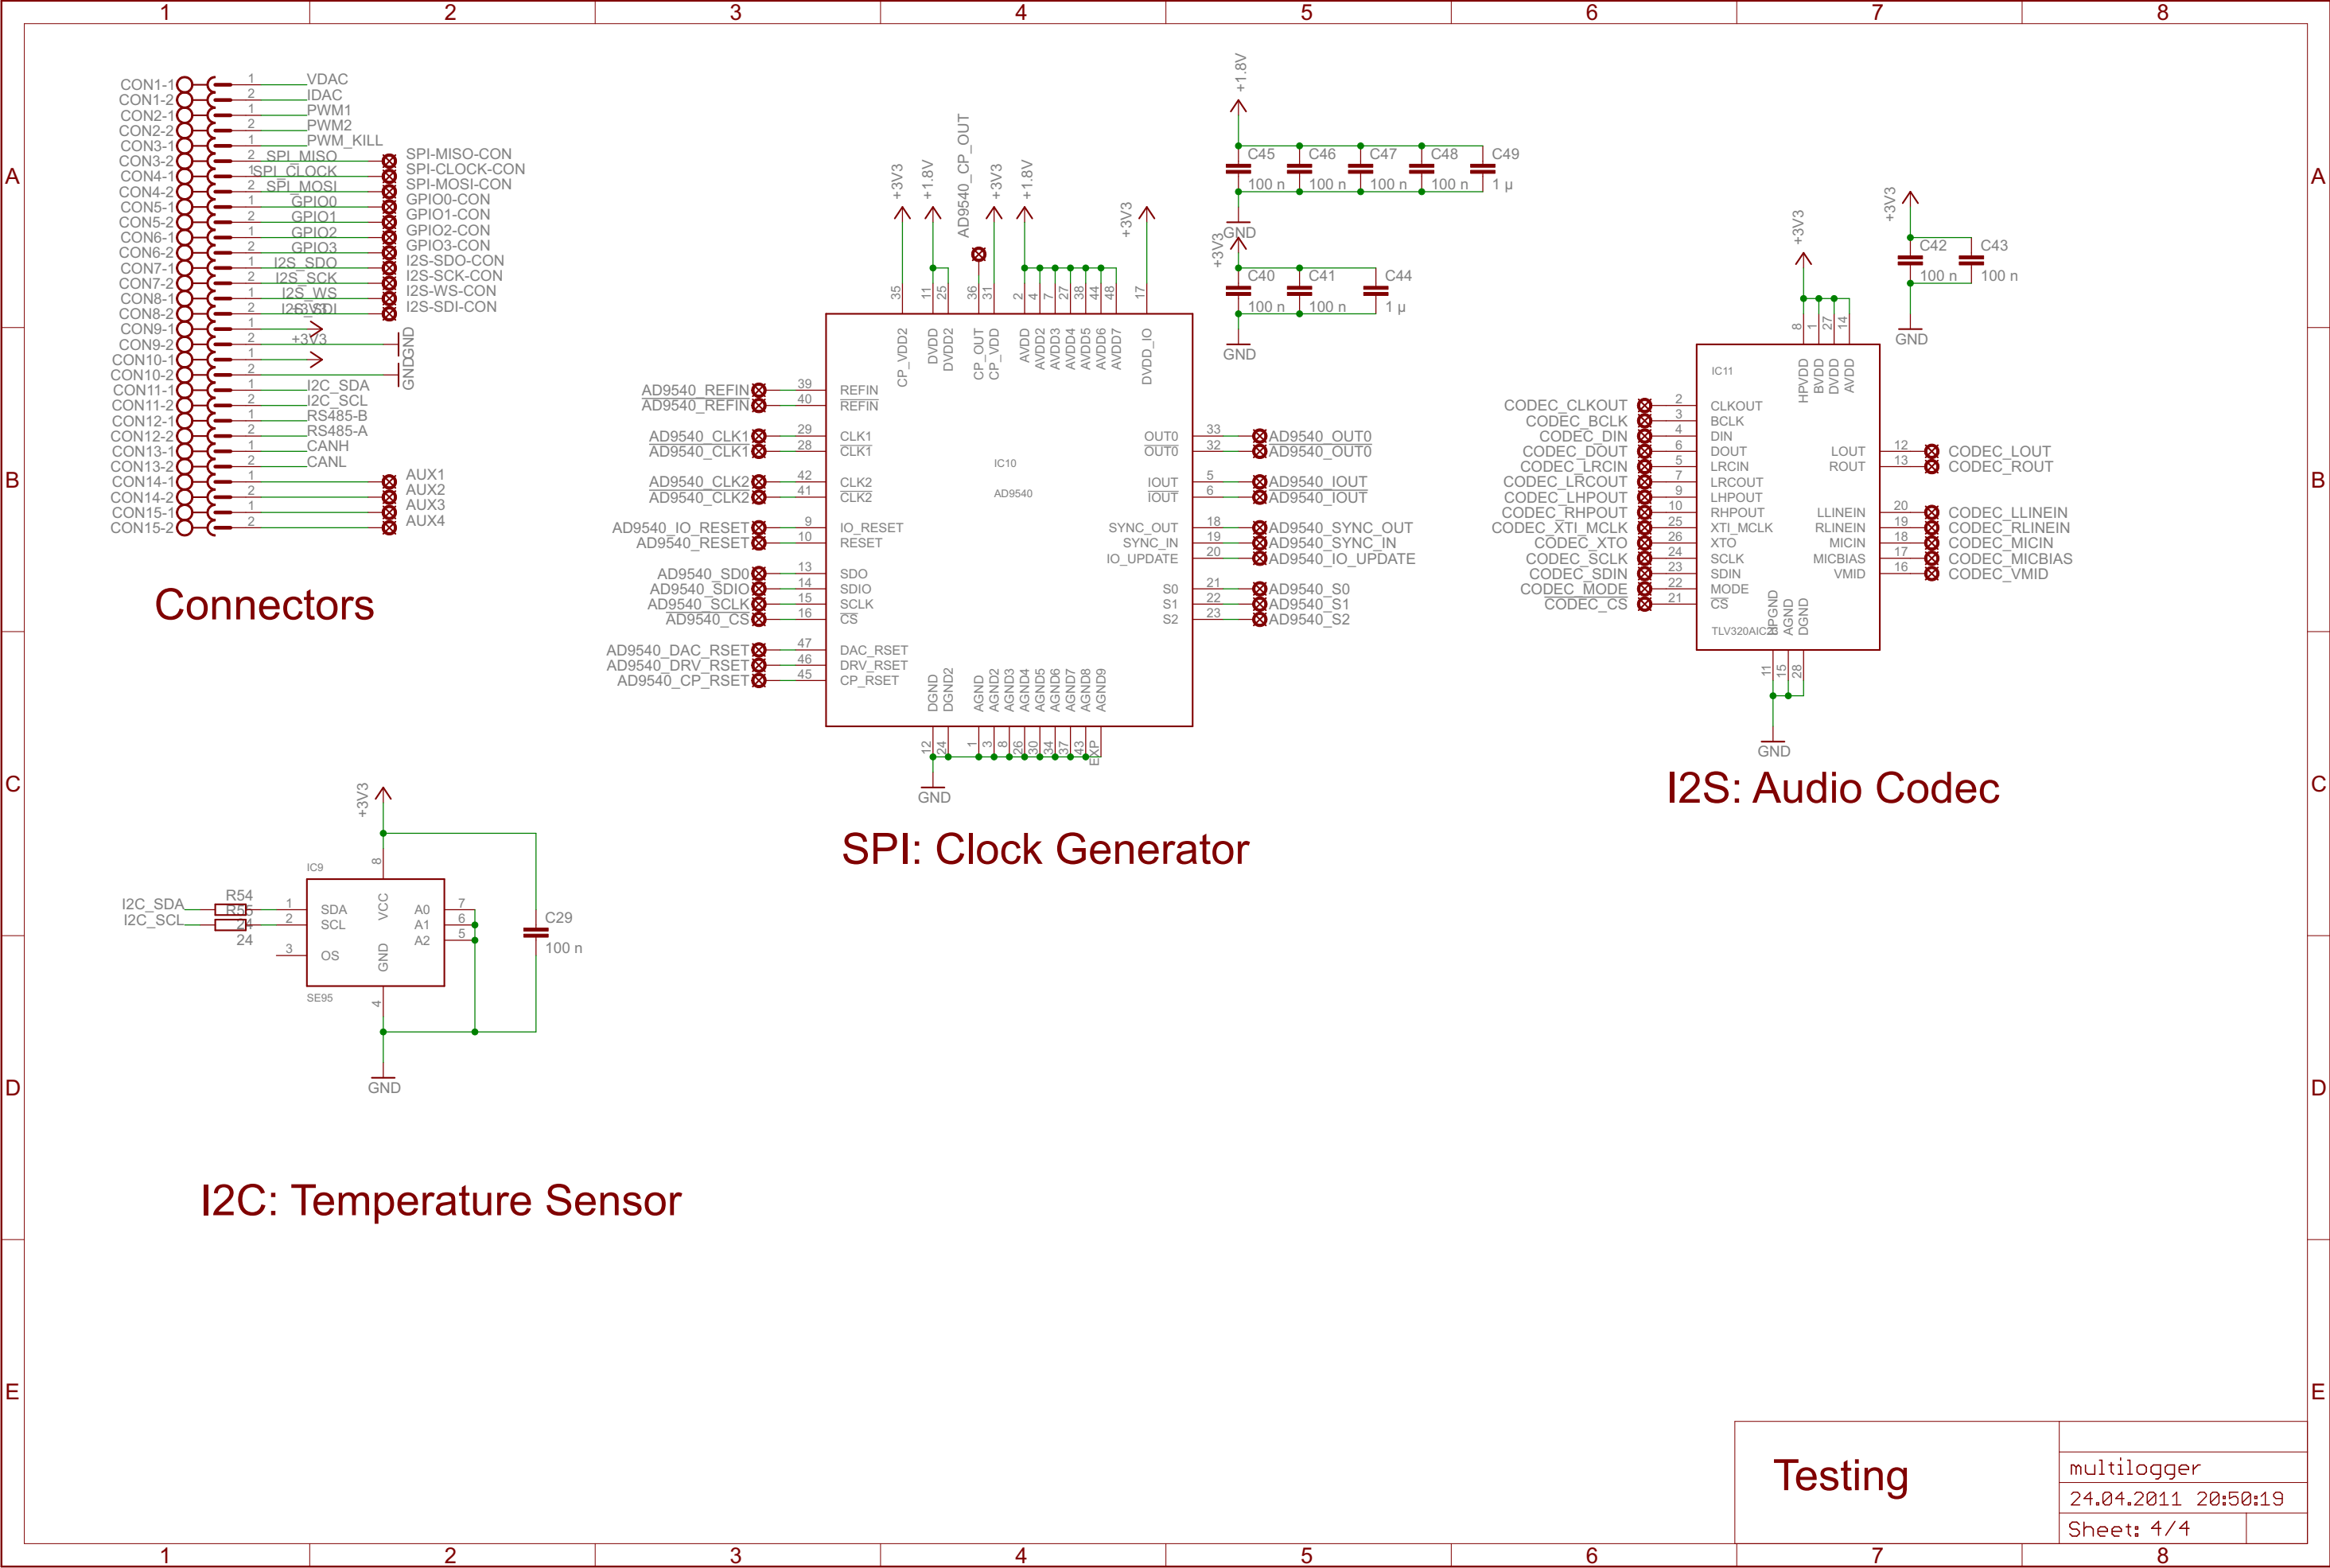 1 2 3 4 5 6 7 8
A
B
C
D
E
CON1-1 1 VDAC
CON1-2 2 IDAC
CON2-1 1 PWM1
CON2-2 2 PWM2
CON3-1 1 PWM_KILL
CON3-2 2 SPI_MISO SPI-MISO-CON
CON4-1 1 SPI_CLOCK SPI-CLOCK-CON
CON4-2 2 SPI_MOSI SPI-MOSI-CON
CON5-1 1 GPIO0 GPIO0-CON
CON5-2 2 GPIO1 GPIO1-CON
CON6-1 1 GPIO2 GPIO2-CON
CON6-2 2 GPIO3 GPIO3-CON
CON7-1 1 I2S_SDO I2S-SDO-CON
CON7-2 2 I2S_SCK I2S-SCK-CON
CON8-1 1 I2S_WS I2S-WS-CON
CON8-2 2 I2S_SDI I2S-SDI-CON
CON9-1 1 +3V3
CON9-2 2 GND
CON10-1 1 +3V3
CON10-2 2 GND
CON11-1 1 I2C_SDA
CON11-2 2 I2C_SCL
CON12-1 1 RS485-B
CON12-2 2 RS485-A
CON13-1 1 CANH
CON13-2 2 CANL
CON14-1 1 AUX1
CON14-2 2 AUX2
CON15-1 1 AUX3
CON15-2 2 AUX4
Connectors
+3V3 +1.8V AD9540_CP_OUT +3V3 +1.8V +3V3
35 11 25 36 31 2 4 7 27 38 44 48 17
CP_VDD2 DVDD DVDD2 CP_OUT CP_VDD AVDD AVDD2 AVDD3 AVDD4 AVDD5 AVDD6 AVDD7 DVDD_IO
AD9540_REFIN 39 REFIN
AD9540_REFIN 40 REFIN
AD9540_CLK1 29 CLK1
AD9540_CLK1 28 CLK1
AD9540_CLK2 42 CLK2
AD9540_CLK2 41 CLK2
AD9540_IO_RESET 9 IO_RESET
AD9540_RESET 10 RESET
AD9540_SD0 13 SDO
AD9540_SDIO 14 SDIO
AD9540_SCLK 15 SCLK
AD9540_CS 16 CS
AD9540_DAC_RSET 47 DAC_RSET
AD9540_DRV_RSET 46 DRV_RSET
AD9540_CP_RSET 45 CP_RSET
IC10
AD9540
OUT0 33 AD9540_OUT0
OUT0 32 AD9540_OUT0
IOUT 5 AD9540_IOUT
IOUT 6 AD9540_IOUT
SYNC_OUT 18 AD9540_SYNC_OUT
SYNC_IN 19 AD9540_SYNC_IN
IO_UPDATE 20 AD9540_IO_UPDATE
S0 21 AD9540_S0
S1 22 AD9540_S1
S2 23 AD9540_S2
DGND DGND2 AGND AGND2 AGND3 AGND4 AGND5 AGND6 AGND7 AGND8 AGND9
12 24 1 3 8 26 30 34 37 43 EXP
GND
SPI: Clock Generator
+1.8V
C45 C46 C47 C48 C49
100 n 100 n 100 n 100 n 1 µ
GND
+3V3
C40 C41 C44
100 n 100 n 1 µ
GND
+3V3
+3V3
C42 C43
100 n 100 n
GND
8 1 27 14
HPVDD BVDD DVDD AVDD
IC11
CODEC_CLKOUT 2 CLKOUT
CODEC_BCLK 3 BCLK
CODEC_DIN 4 DIN
CODEC_DOUT 6 DOUT
CODEC_LRCIN 5 LRCIN
CODEC_LRCOUT 7 LRCOUT
CODEC_LHPOUT 9 LHPOUT
CODEC_RHPOUT 10 RHPOUT
CODEC_XTI_MCLK 25 XTI_MCLK
CODEC_XTO 26 XTO
CODEC_SCLK 24 SCLK
CODEC_SDIN 23 SDIN
CODEC_MODE 22 MODE
CODEC_CS 21 CS
LOUT 12 CODEC_LOUT
ROUT 13 CODEC_ROUT
LLINEIN 20 CODEC_LLINEIN
RLINEIN 19 CODEC_RLINEIN
MICIN 18 CODEC_MICIN
MICBIAS 17 CODEC_MICBIAS
VMID 16 CODEC_VMID
AGND DGND
11 15 28
GND
I2S: Audio Codec
+3V3
IC9
8
I2C_SDA R54 1 SDA
I2C_SCL R55 2 SCL
24
24
3 OS
VCC
GND
A0 7
A1 6
A2 5
SE95
4
C29
100 n
GND
I2C: Temperature Sensor
Testing
multilogger
24.04.2011 20:50:19
Sheet: 4/4
A
B
C
D
E
1 2 3 4 5 6 7 8